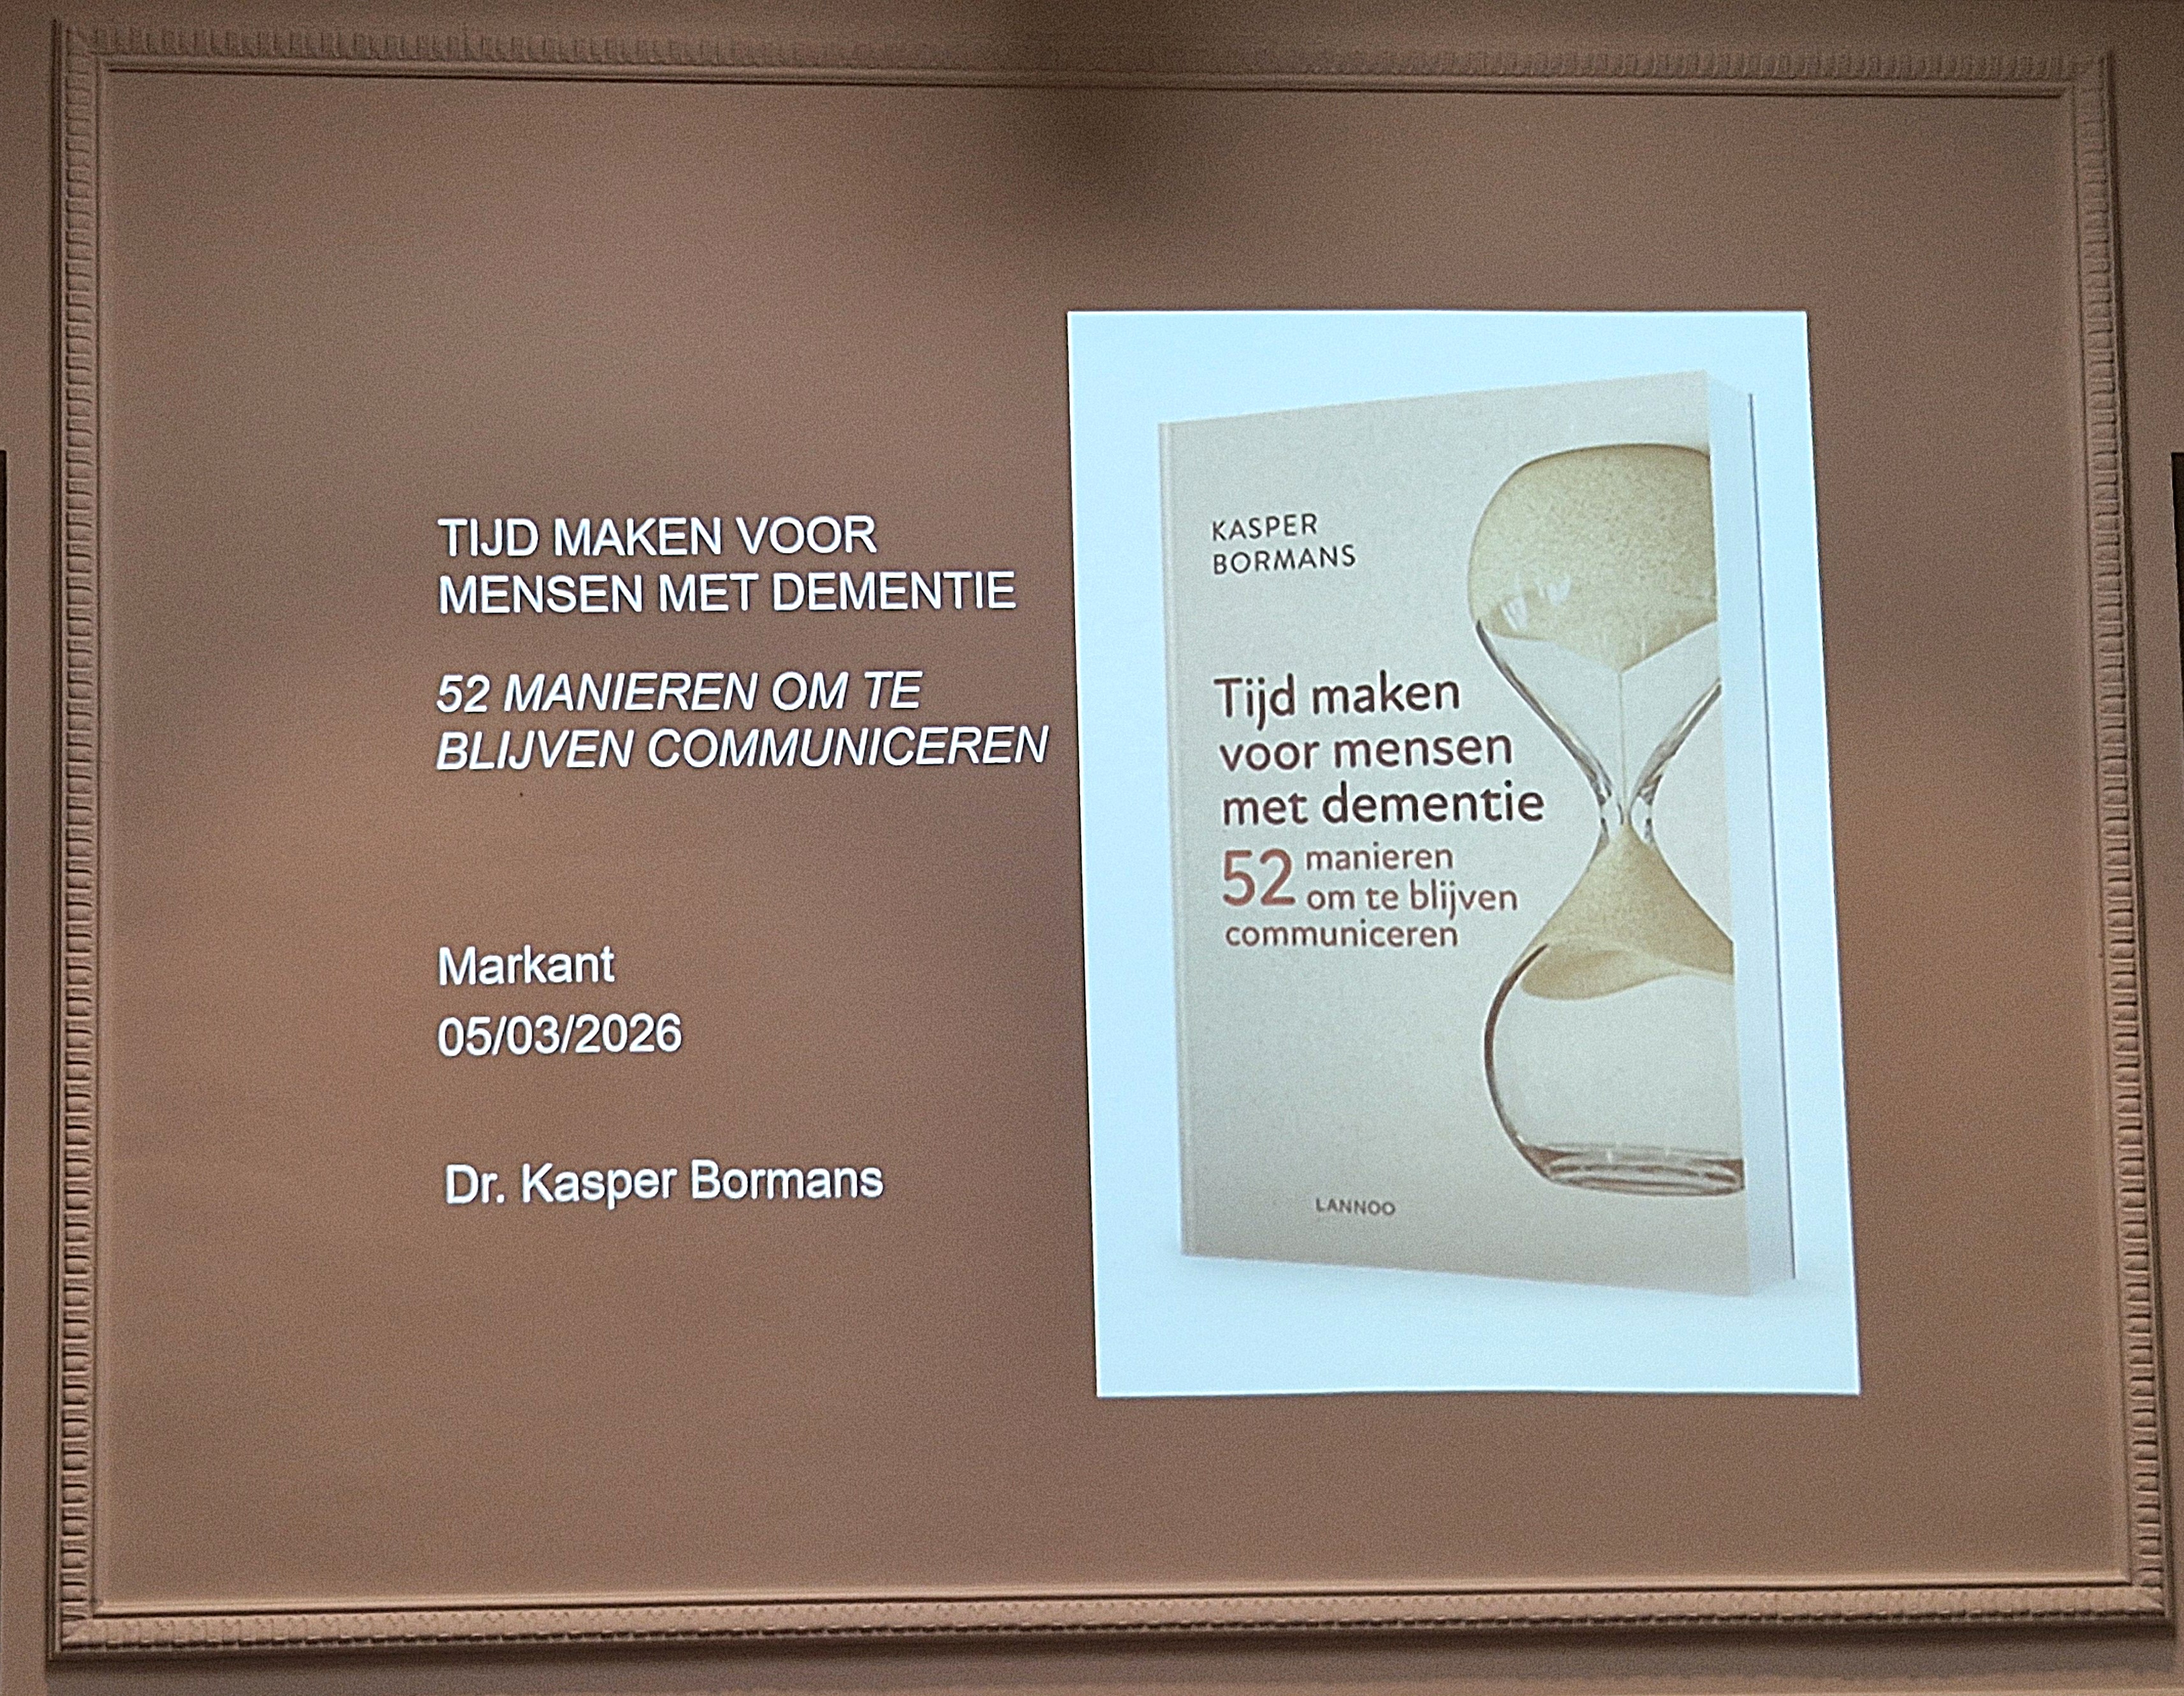 TIJD MAKEN VOOR
MENSEN MET DEMENTIE
52 MANIEREN OM TE
BLIJVEN COMMUNICEREN
Markant
05/03/2026
Dr. Kasper Bormans
KASPER
BORMANS
Tijd maken
voor mensen
met dementie
52 manieren
om te blijven
communiceren
LANNOO